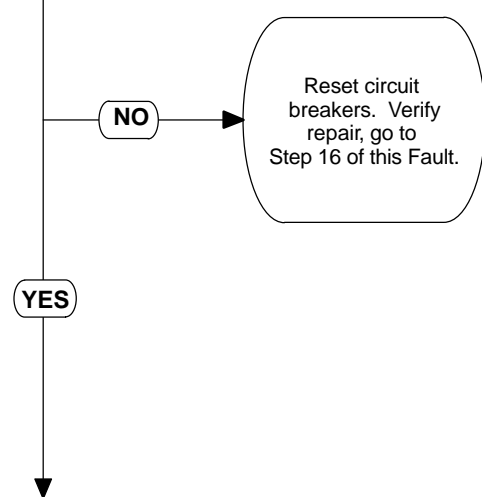 NO
Reset circuit
breakers. Verify
repair, go to
Step 16 of this Fault.
YES